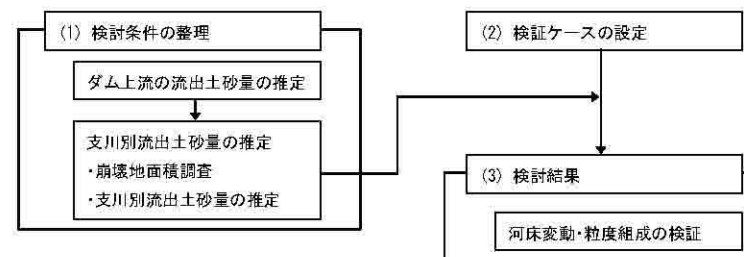 (1) 検討条件の整理
ダム上流の流出土砂量の推定
支川別流出土砂量の推定
・崩壊地面積調査
・支川別流出土砂量の推定
(2) 検証ケースの設定
(3) 検討結果
河床変動・粒度組成の検証